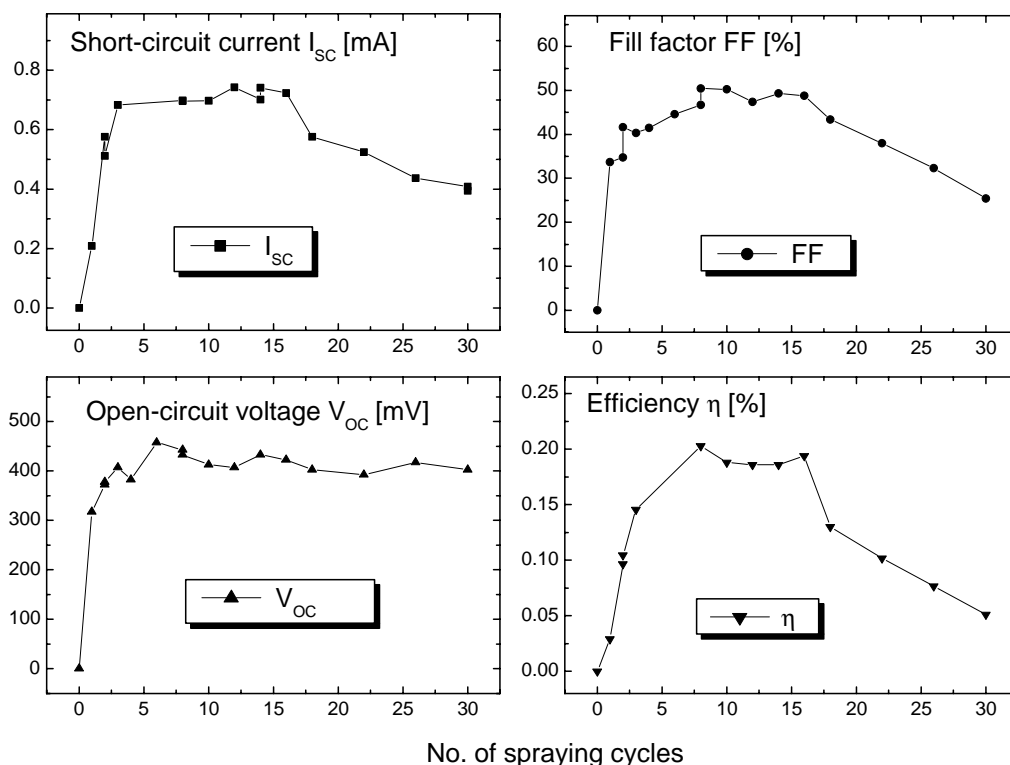 Short-circuit current I_SC [mA]
0.8
0.6
0.4
0.2
0.0
I_SC
0 5 10 15 20 25 30
Fill factor FF [%]
60
50
40
30
20
10
0
FF
0 5 10 15 20 25 30
Open-circuit voltage V_OC [mV]
500
400
300
200
100
0
V_OC
0 5 10 15 20 25 30
Efficiency η [%]
0.25
0.20
0.15
0.10
0.05
0.00
η
0 5 10 15 20 25 30
No. of spraying cycles